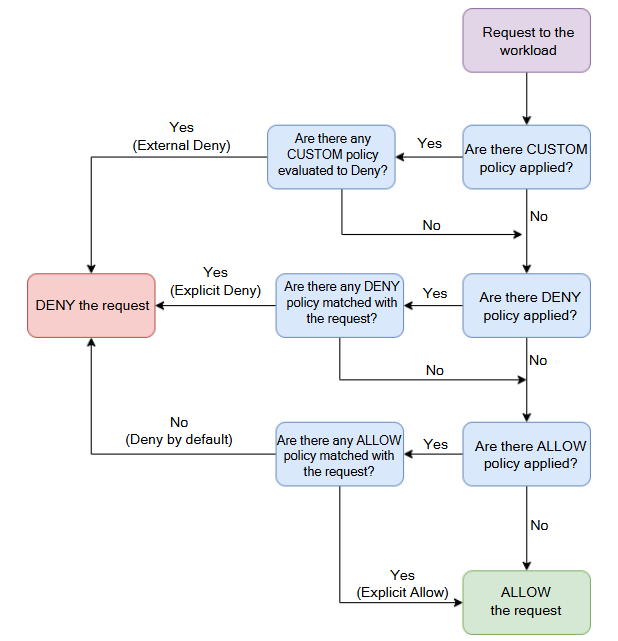 Request to the
workload
Yes
(External Deny)
Are there any
CUSTOM policy
evaluated to Deny?
Yes
Are there CUSTOM
policy applied?
No
No
DENY the request
Yes
(Explicit Deny)
Are there any DENY
policy matched with
the request?
Yes
Are there DENY
policy applied?
No
No
No
(Deny by default)
Are there any ALLOW
policy matched with
the request?
Yes
Are there ALLOW
policy applied?
No
Yes
(Explicit Allow)
ALLOW
the request